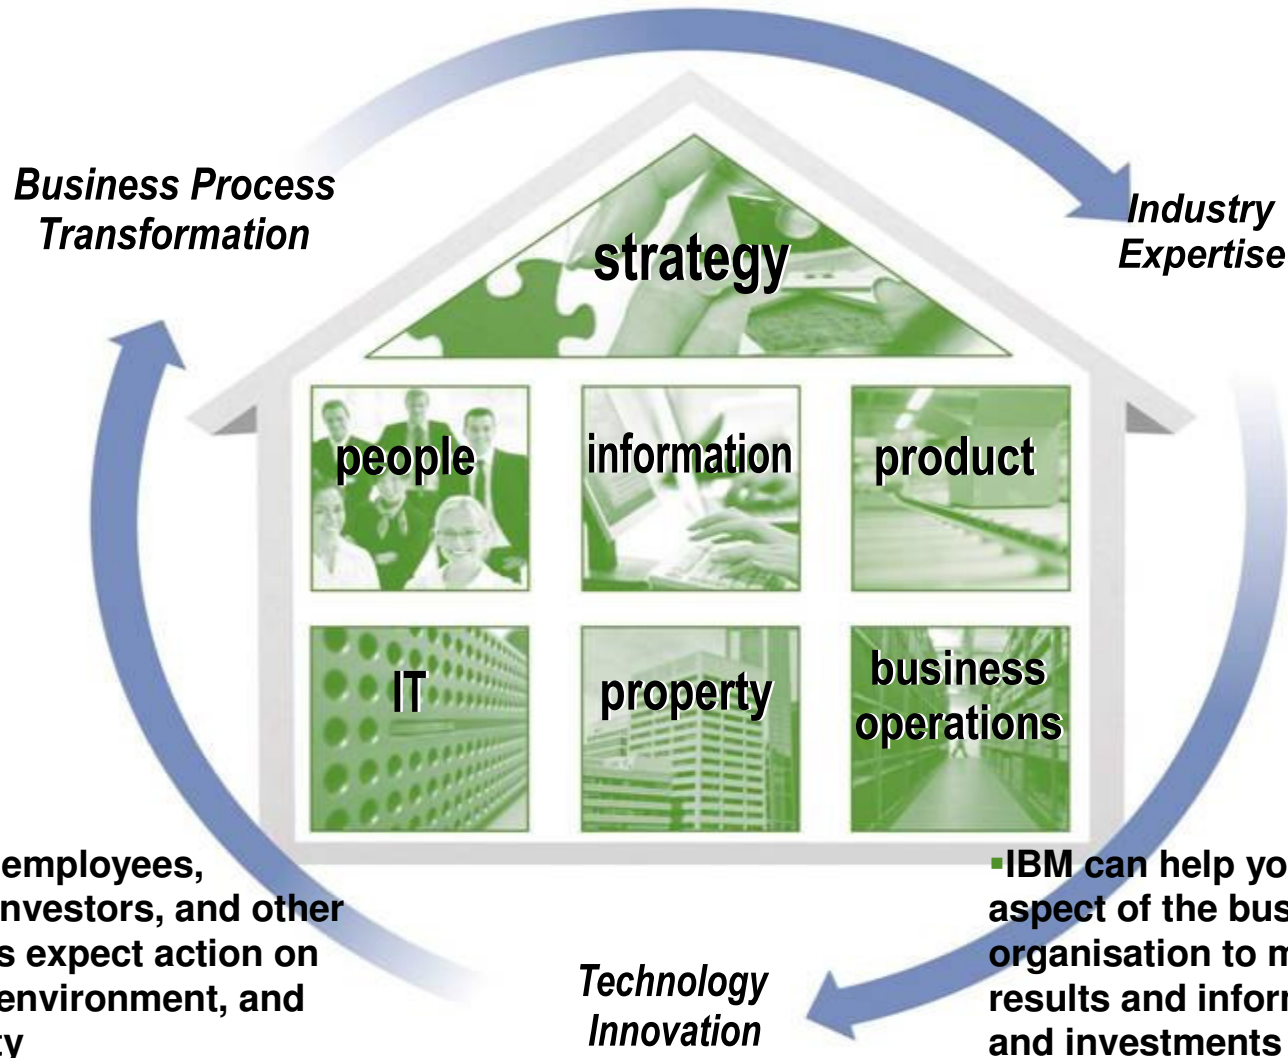 Business Process
Transformation
Industry
Expertise
strategy
people
information
product
IT
property
business
operations
employees,
nvestors, and other
s expect action on
environment, and
ty
Technology
Innovation
▪IBM can help yo
aspect of the bus
organisation to m
results and inforr
and investments